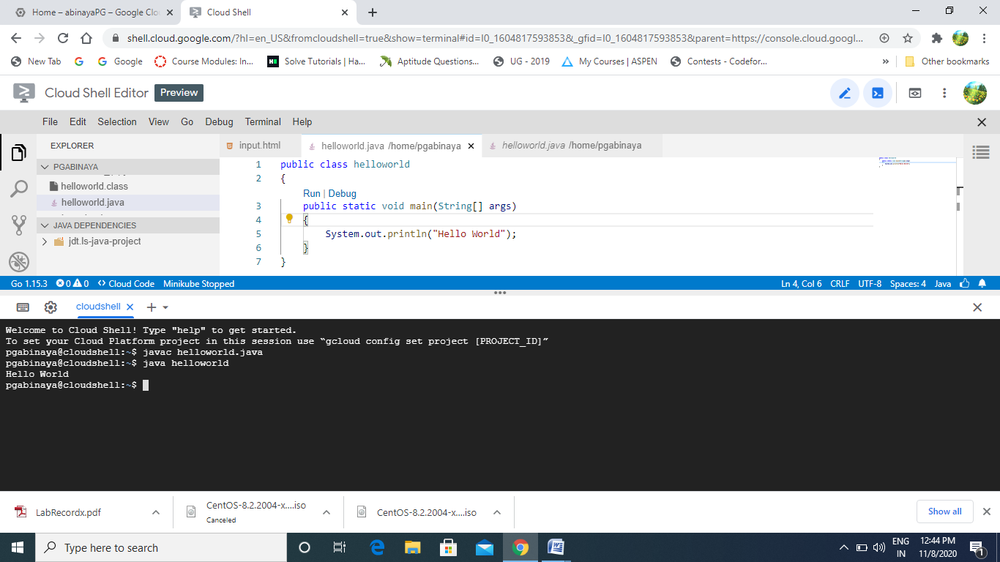 Home – abinayaPG – Google Clo
Cloud Shell
shell.cloud.google.com/?hl=en_US&fromcloudshell=true&show=terminal#id=I0_1604817593853&_gfid=I0_1604817593853&parent=https://console.cloud.googl...
New Tab
Google
Course Modules: In...
Solve Tutorials | Ha...
Aptitude Questions...
UG - 2019
My Courses | ASPEN
Contests - Codefor...
»
Other bookmarks
Cloud Shell Editor
Preview
File Edit Selection View Go Debug Terminal Help
EXPLORER
PGABINAYA
helloworld.class
helloworld.java
JAVA DEPENDENCIES
jdt.ls-java-project
input.html
helloworld.java /home/pgabinaya
helloworld.java /home/pgabinaya
1 public class helloworld
2 {
Run | Debug
3 public static void main(String[] args)
4 {
5 System.out.println("Hello World");
6 }
7 }
Go 1.15.3 0 0 <> Cloud Code Minikube Stopped
Ln 4, Col 6 CRLF UTF-8 Spaces: 4 Java
cloudshell
Welcome to Cloud Shell! Type "help" to get started.
To set your Cloud Platform project in this session use “gcloud config set project [PROJECT_ID]”
pgabinaya@cloudshell:~$ javac helloworld.java
pgabinaya@cloudshell:~$ java helloworld
Hello World
pgabinaya@cloudshell:~$
LabRecordx.pdf
CentOS-8.2.2004-x....iso
Canceled
CentOS-8.2.2004-x....iso
Show all
Type here to search
ENG
IN
12:44 PM
11/8/2020
1